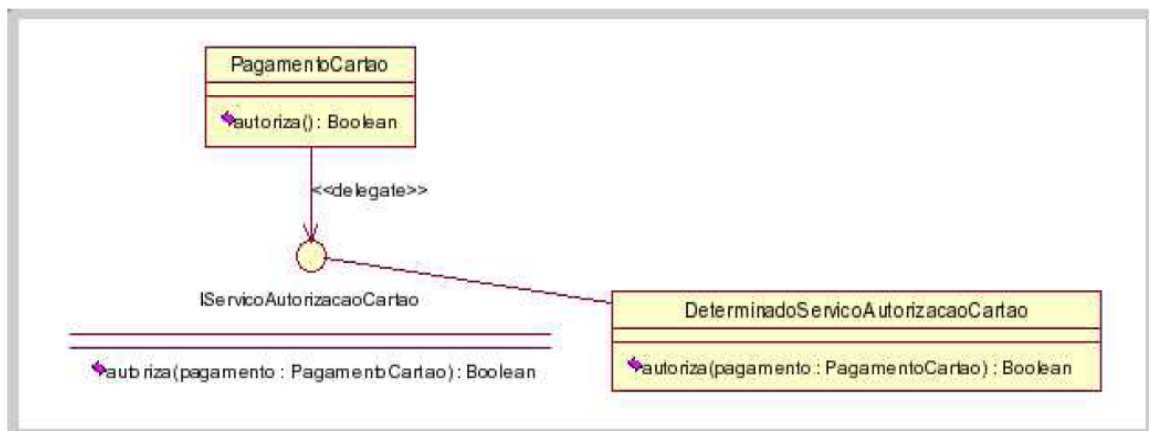 PagamentoCartao
autoriza() : Boolean
<<delegate>>
IServicoAutorizacaoCartao
DeterminadoServicoAutorizacaoCartao
autoriza(pagamento : PagamentoCartao) : Boolean
autoriza(pagamento : PagamentoCartao) : Boolean